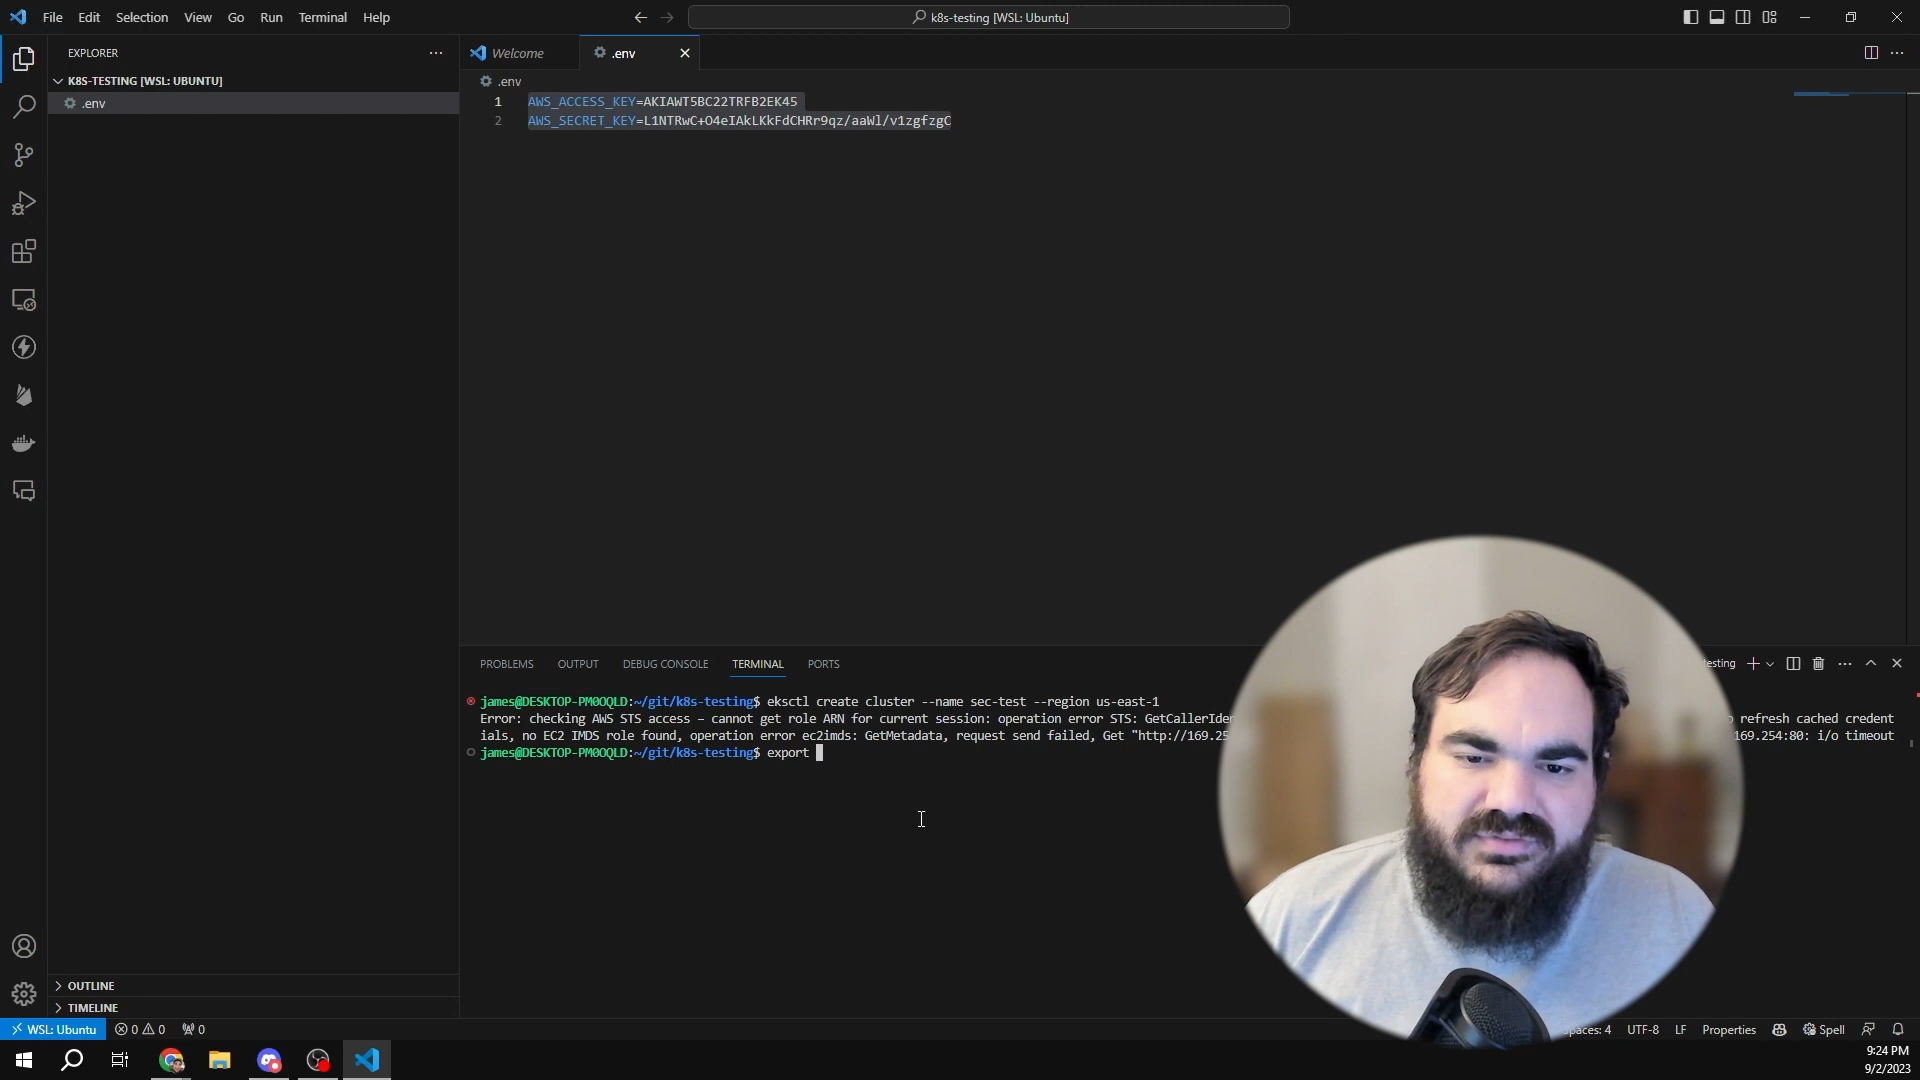 File Edit Selection View Go Run Terminal Help
k8s-testing [WSL: Ubuntu]
EXPLORER
K8S-TESTING [WSL: UBUNTU]
.env
Welcome
.env
.env
1 AWS_ACCESS_KEY=AKIAWT5BC22TRFB2EK45
2 AWS_SECRET_KEY=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
PROBLEMS OUTPUT DEBUG CONSOLE TERMINAL PORTS
james@DESKTOP-PM0OQLD:~/git/k8s-testing$ eksctl create cluster --name sec-test --region us-east-1
Error: checking AWS STS access – cannot get role ARN for current session: operation error STS: GetCallerIden o refresh cached credent
ials, no EC2 IMDS role found, operation error ec2imds: GetMetadata, request send failed, Get "http://169.25 169.254:80: i/o timeout
james@DESKTOP-PM0OQLD:~/git/k8s-testing$ export
OUTLINE
TIMELINE
WSL: Ubuntu 0 0 0
paces: 4 UTF-8 LF Properties Spell
9:24 PM
9/2/2023